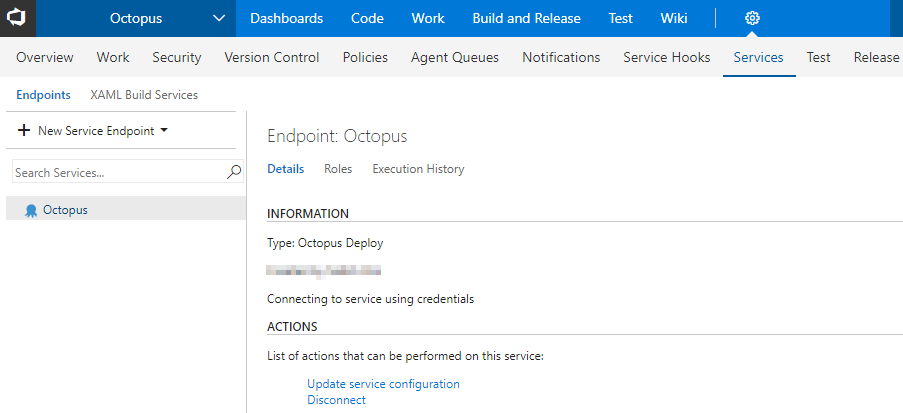 Octopus Dashboards Code Work Build and Release Test Wiki
Overview Work Security Version Control Policies Agent Queues Notifications Service Hooks Services Test Release
Endpoints XAML Build Services
New Service Endpoint
Search Services...
Octopus
Endpoint: Octopus
Details Roles Execution History
INFORMATION
Type: Octopus Deploy
Connecting to service using credentials
ACTIONS
List of actions that can be performed on this service:
Update service configuration
Disconnect